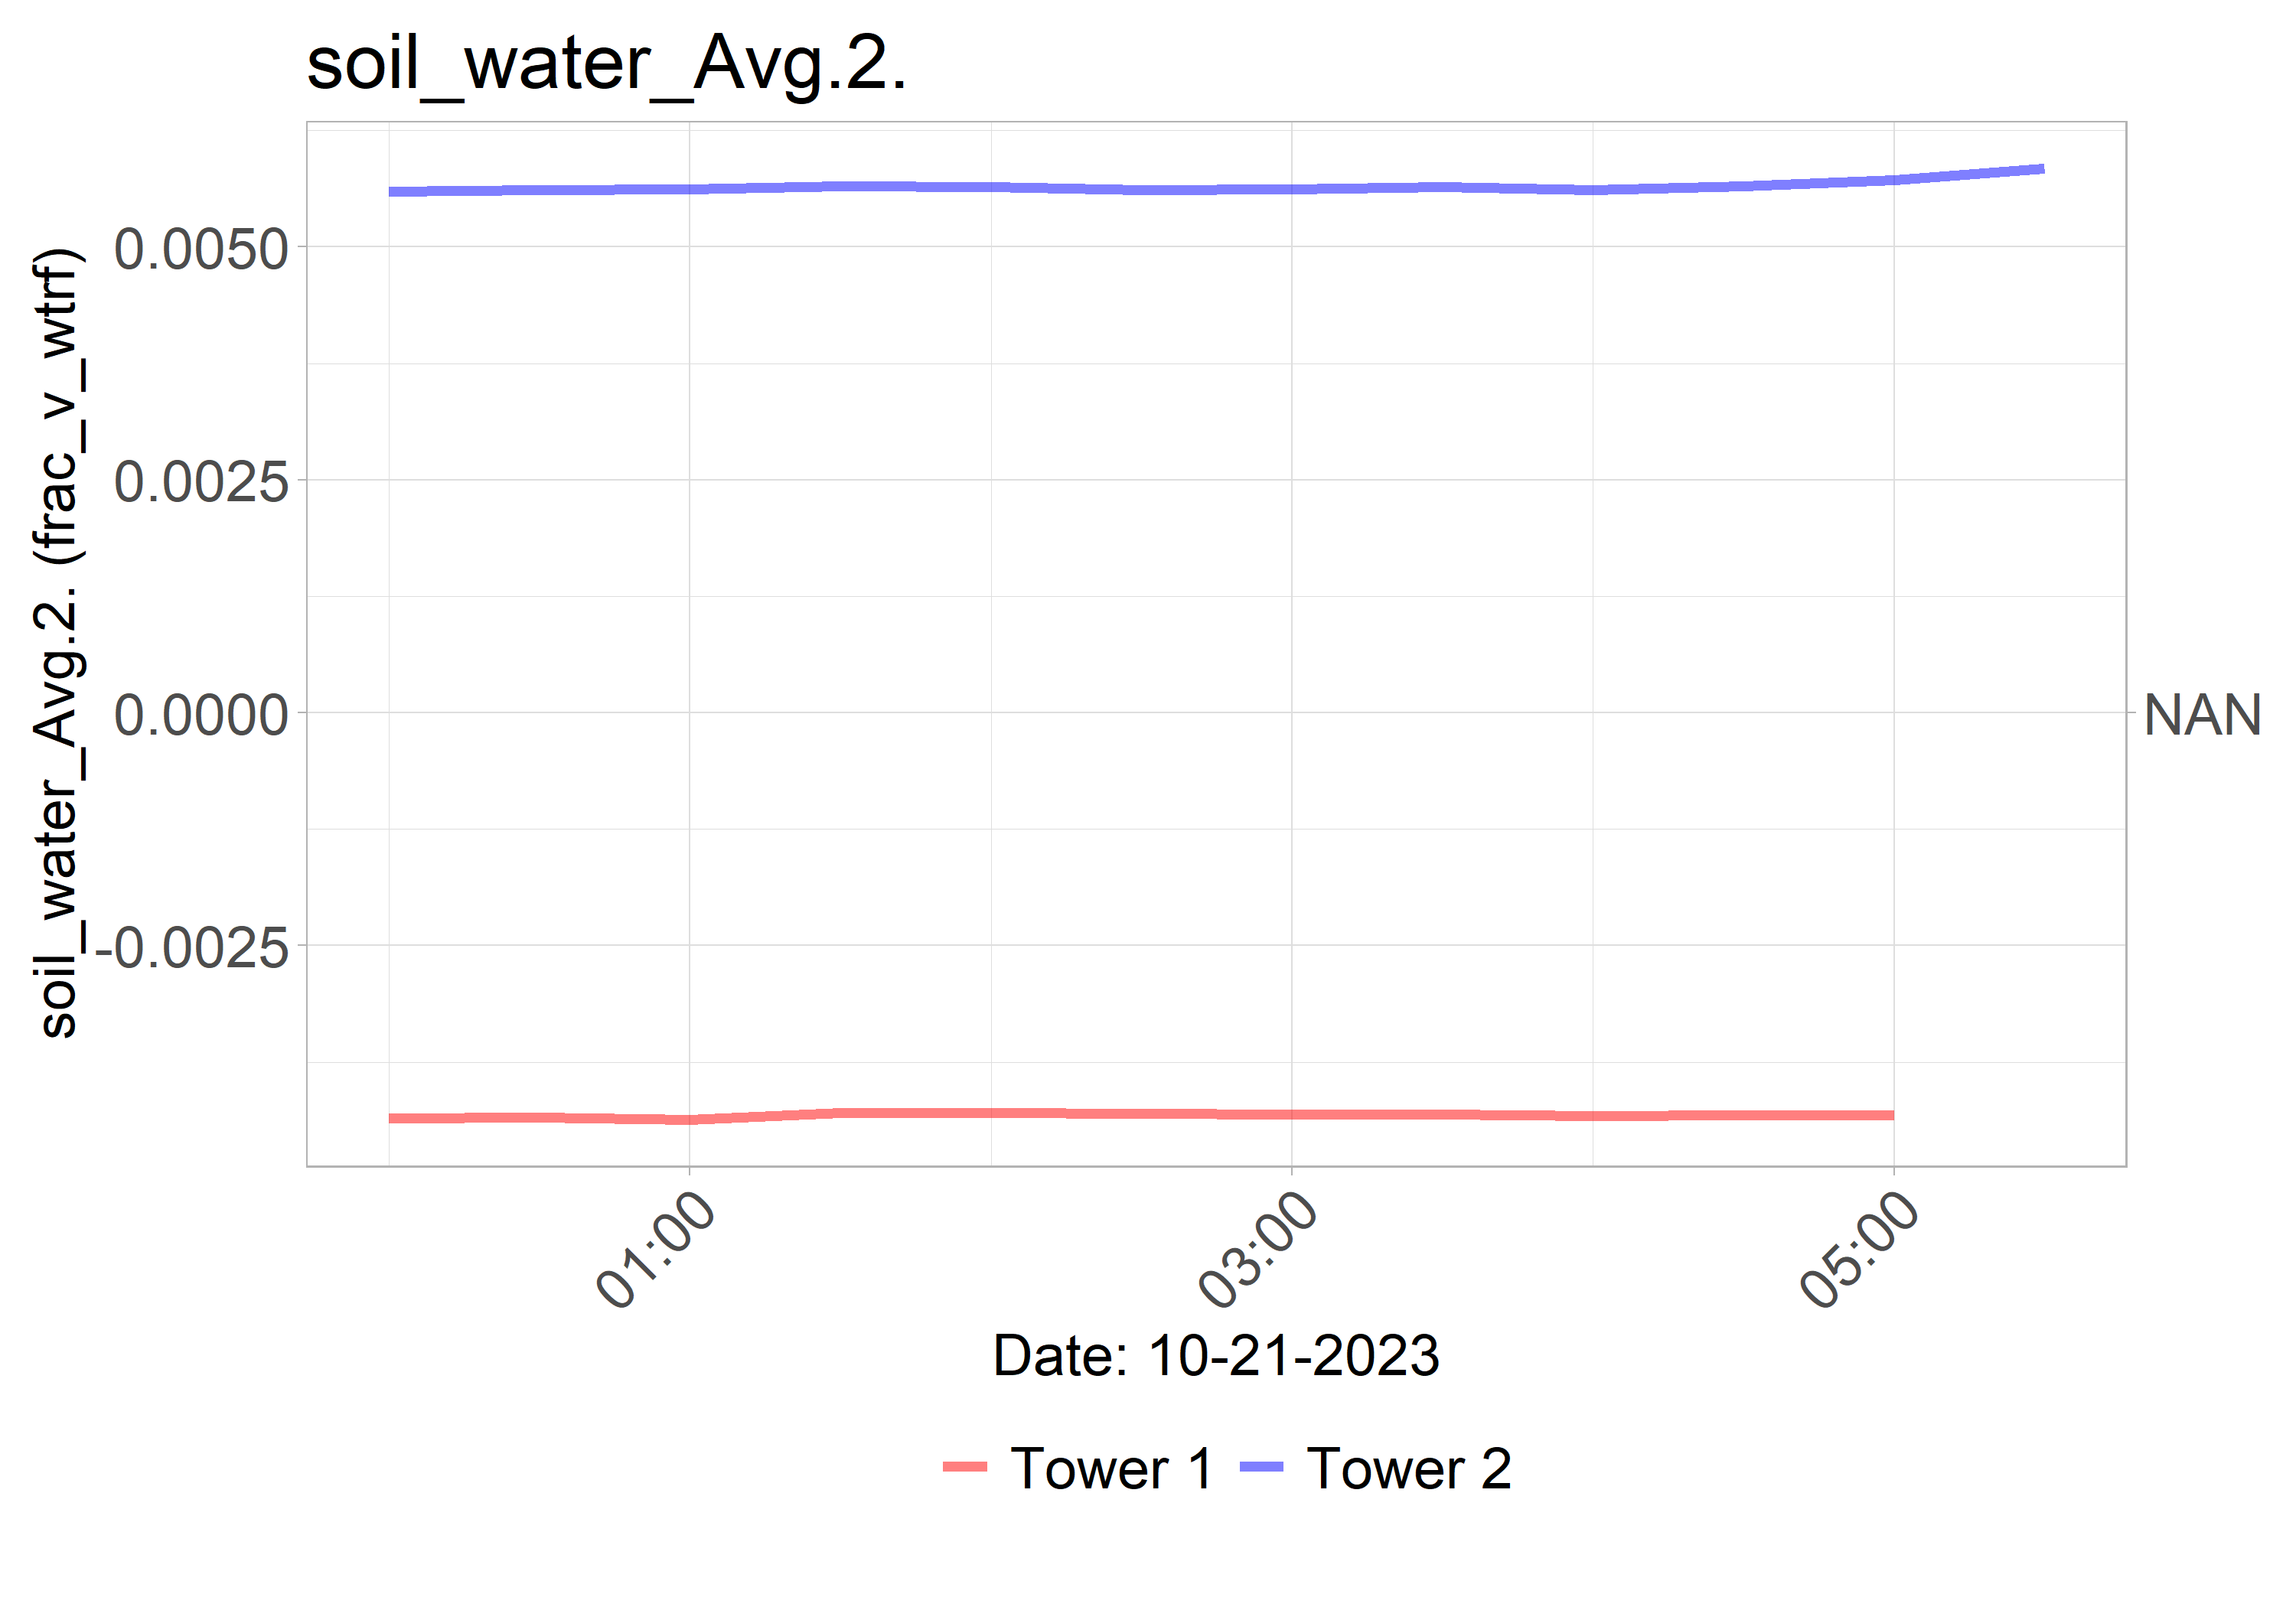 soil_water_Avg.2.
soil_water_Avg.2. (frac_v_wtrf)
0.0050
0.0025
0.0000
-0.0025
NAN
01:00
03:00
05:00
Date: 10-21-2023
Tower 1
Tower 2